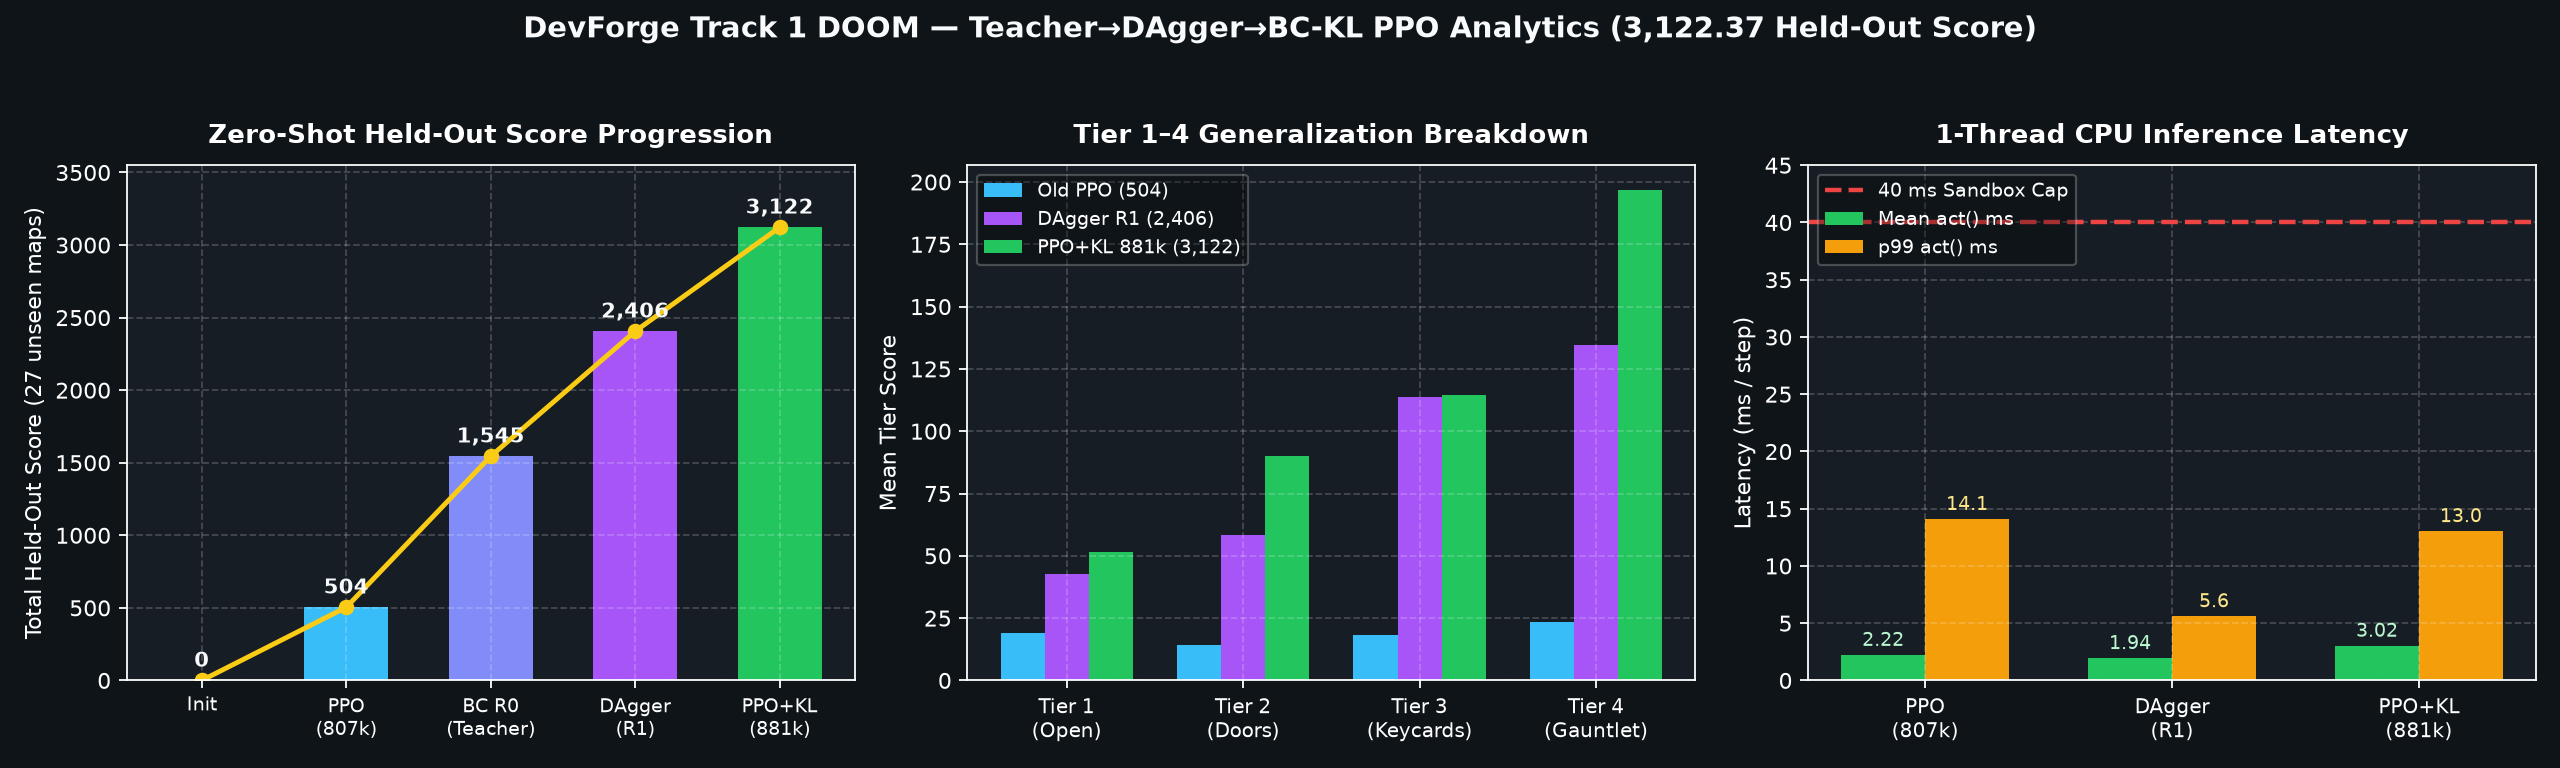 DevForge Track 1 DOOM — Teacher→DAgger→BC-KL PPO Analytics (3,122.37 Held-Out Score)
Zero-Shot Held-Out Score Progression
Total Held-Out Score (27 unseen maps)
3500
3000
2500
2000
1500
1000
500
0
0
504
1,545
2,406
3,122
Init
PPO
(807k)
BC R0
(Teacher)
DAgger
(R1)
PPO+KL
(881k)
Tier 1–4 Generalization Breakdown
Mean Tier Score
200
175
150
125
100
75
50
25
0
Old PPO (504)
DAgger R1 (2,406)
PPO+KL 881k (3,122)
Tier 1
(Open)
Tier 2
(Doors)
Tier 3
(Keycards)
Tier 4
(Gauntlet)
1-Thread CPU Inference Latency
Latency (ms / step)
45
40
35
30
25
20
15
10
5
0
40 ms Sandbox Cap
Mean act() ms
p99 act() ms
2.22
14.1
1.94
5.6
3.02
13.0
PPO
(807k)
DAgger
(R1)
PPO+KL
(881k)